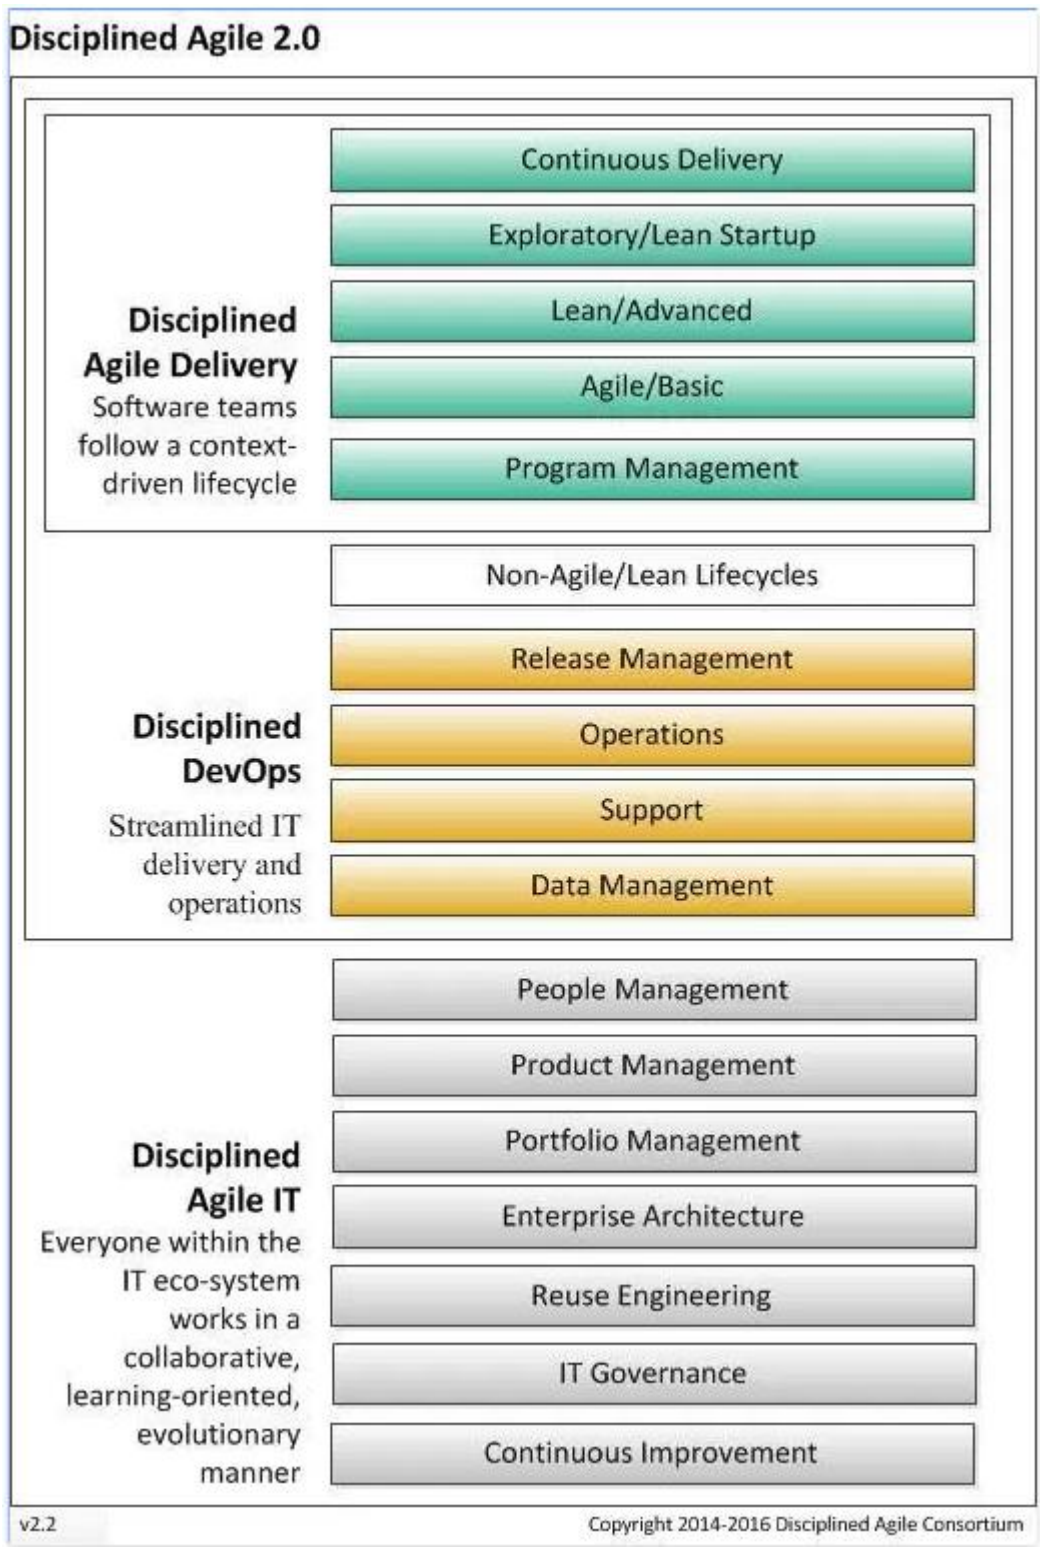 Disciplined Agile 2.0
Continuous Delivery
Exploratory/Lean Startup
Lean/Advanced
Agile/Basic
Program Management
Disciplined
Agile Delivery
Software teams
follow a context-
driven lifecycle
Non-Agile/Lean Lifecycles
Release Management
Operations
Support
Data Management
Disciplined
DevOps
Streamlined IT
delivery and
operations
People Management
Product Management
Portfolio Management
Enterprise Architecture
Reuse Engineering
IT Governance
Continuous Improvement
Disciplined
Agile IT
Everyone within the
IT eco-system
works in a
collaborative,
learning-oriented,
evolutionary
manner
v2.2
Copyright 2014-2016 Disciplined Agile Consortium